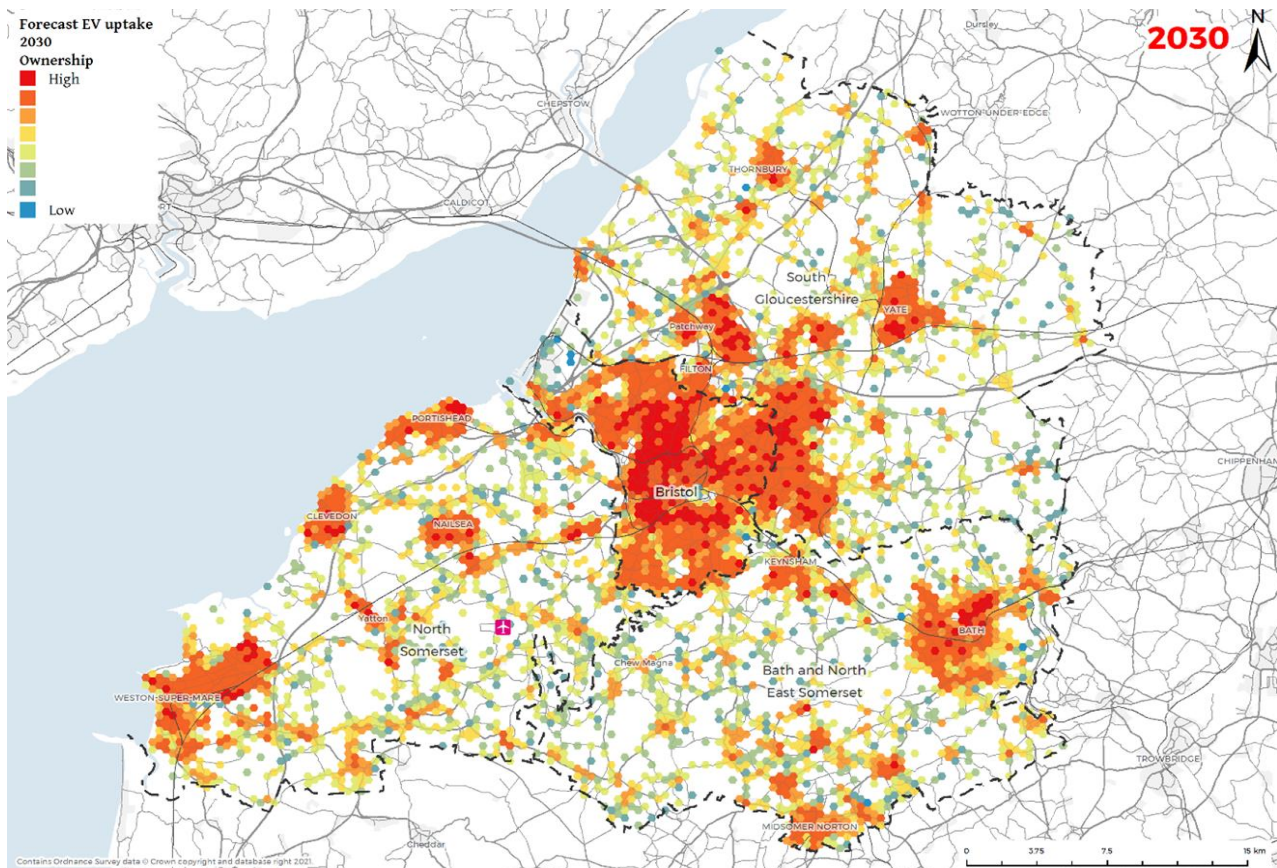 Forecast EV uptake
2030
Ownership
High
Low
2030
N
Dursley
CHEPSTOW
WOTTON-UNDER-EDGE
THORNBURY
CALDICOT
RT
South
Gloucestershire
YATE
Patchway
FILTON
PORTISHEAD
CHIPPENHAM
Bristol
CLEVEDON
NAILSEA
KEYNSHAM
Yatton
North
Somerset
BATH
Chew Magna
Bath and North
East Somerset
WESTON-SUPER-MARE
TROWBRIDGE
MIDSOMER NORTON
Cheddar
0 3.75 7.5 15 km
Contains Ordnance Survey data © Crown copyright and database right 2021.